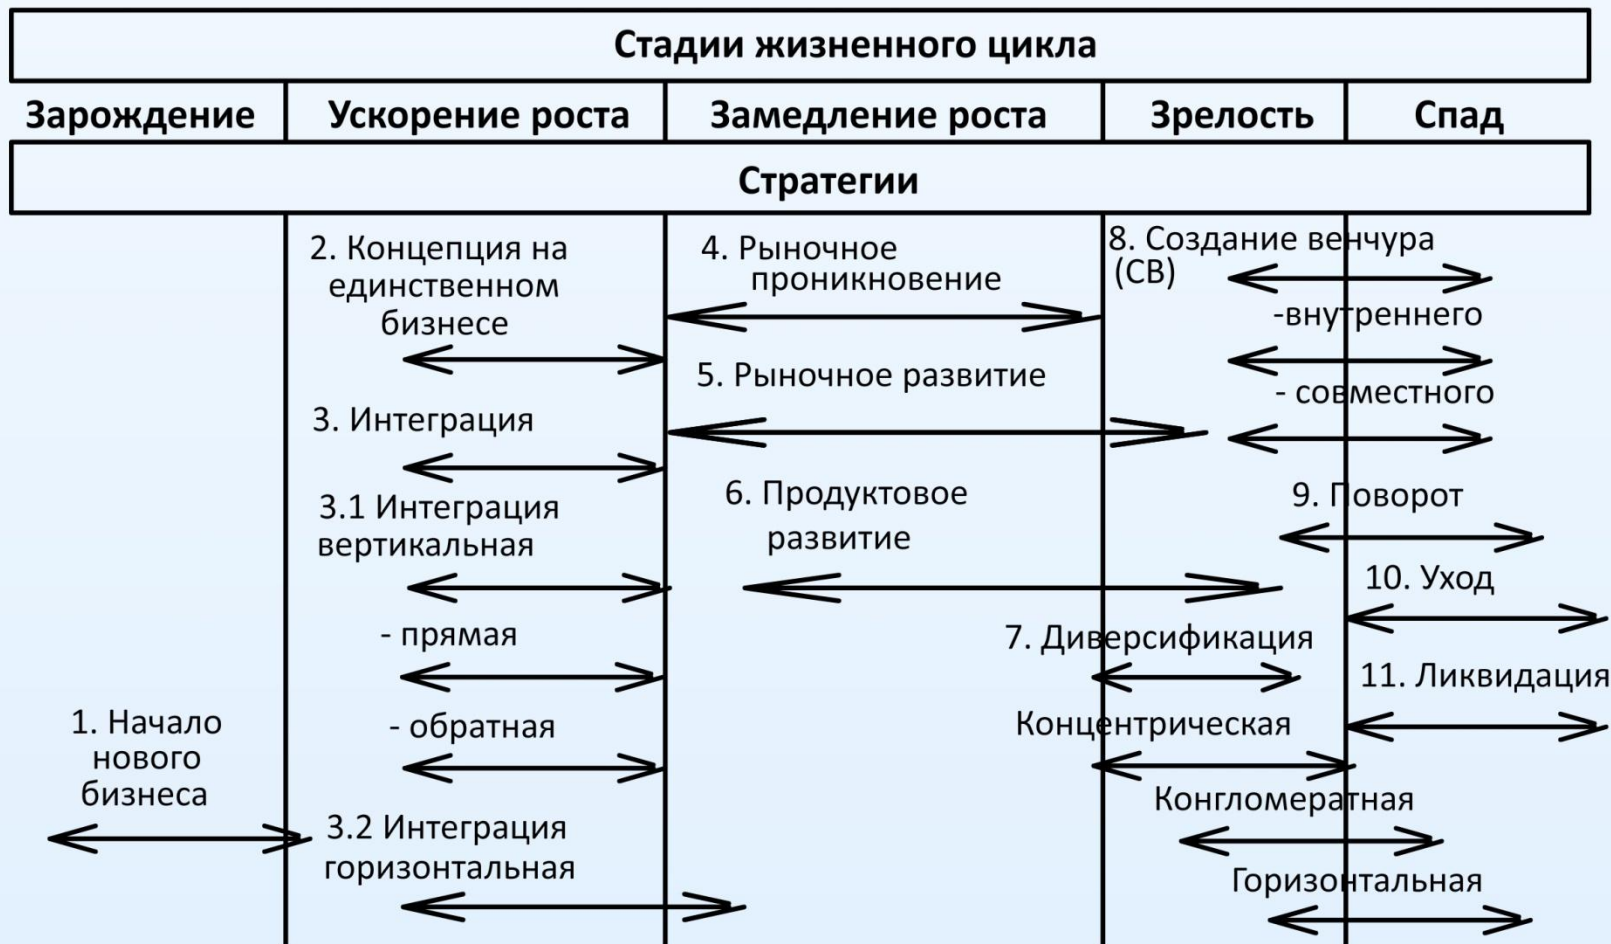 Стадии жизненного цикла
Зарождение
Ускорение роста
Замедление роста
Зрелость
Спад
Стратегии
1. Начало
нового
бизнеса
2. Концепция на
единственном
бизнесе
3. Интеграция
3.1 Интеграция
вертикальная
- прямая
- обратная
3.2 Интеграция
горизонтальная
4. Рыночное
проникновение
5. Рыночное развитие
6. Продуктовое
развитие
7. Диверсификация
Концентрическая
Конгломератная
Горизонтальная
8. Создание венчура
(СВ)
-внутреннего
- совместного
9. Поворот
10. Уход
11. Ликвидация